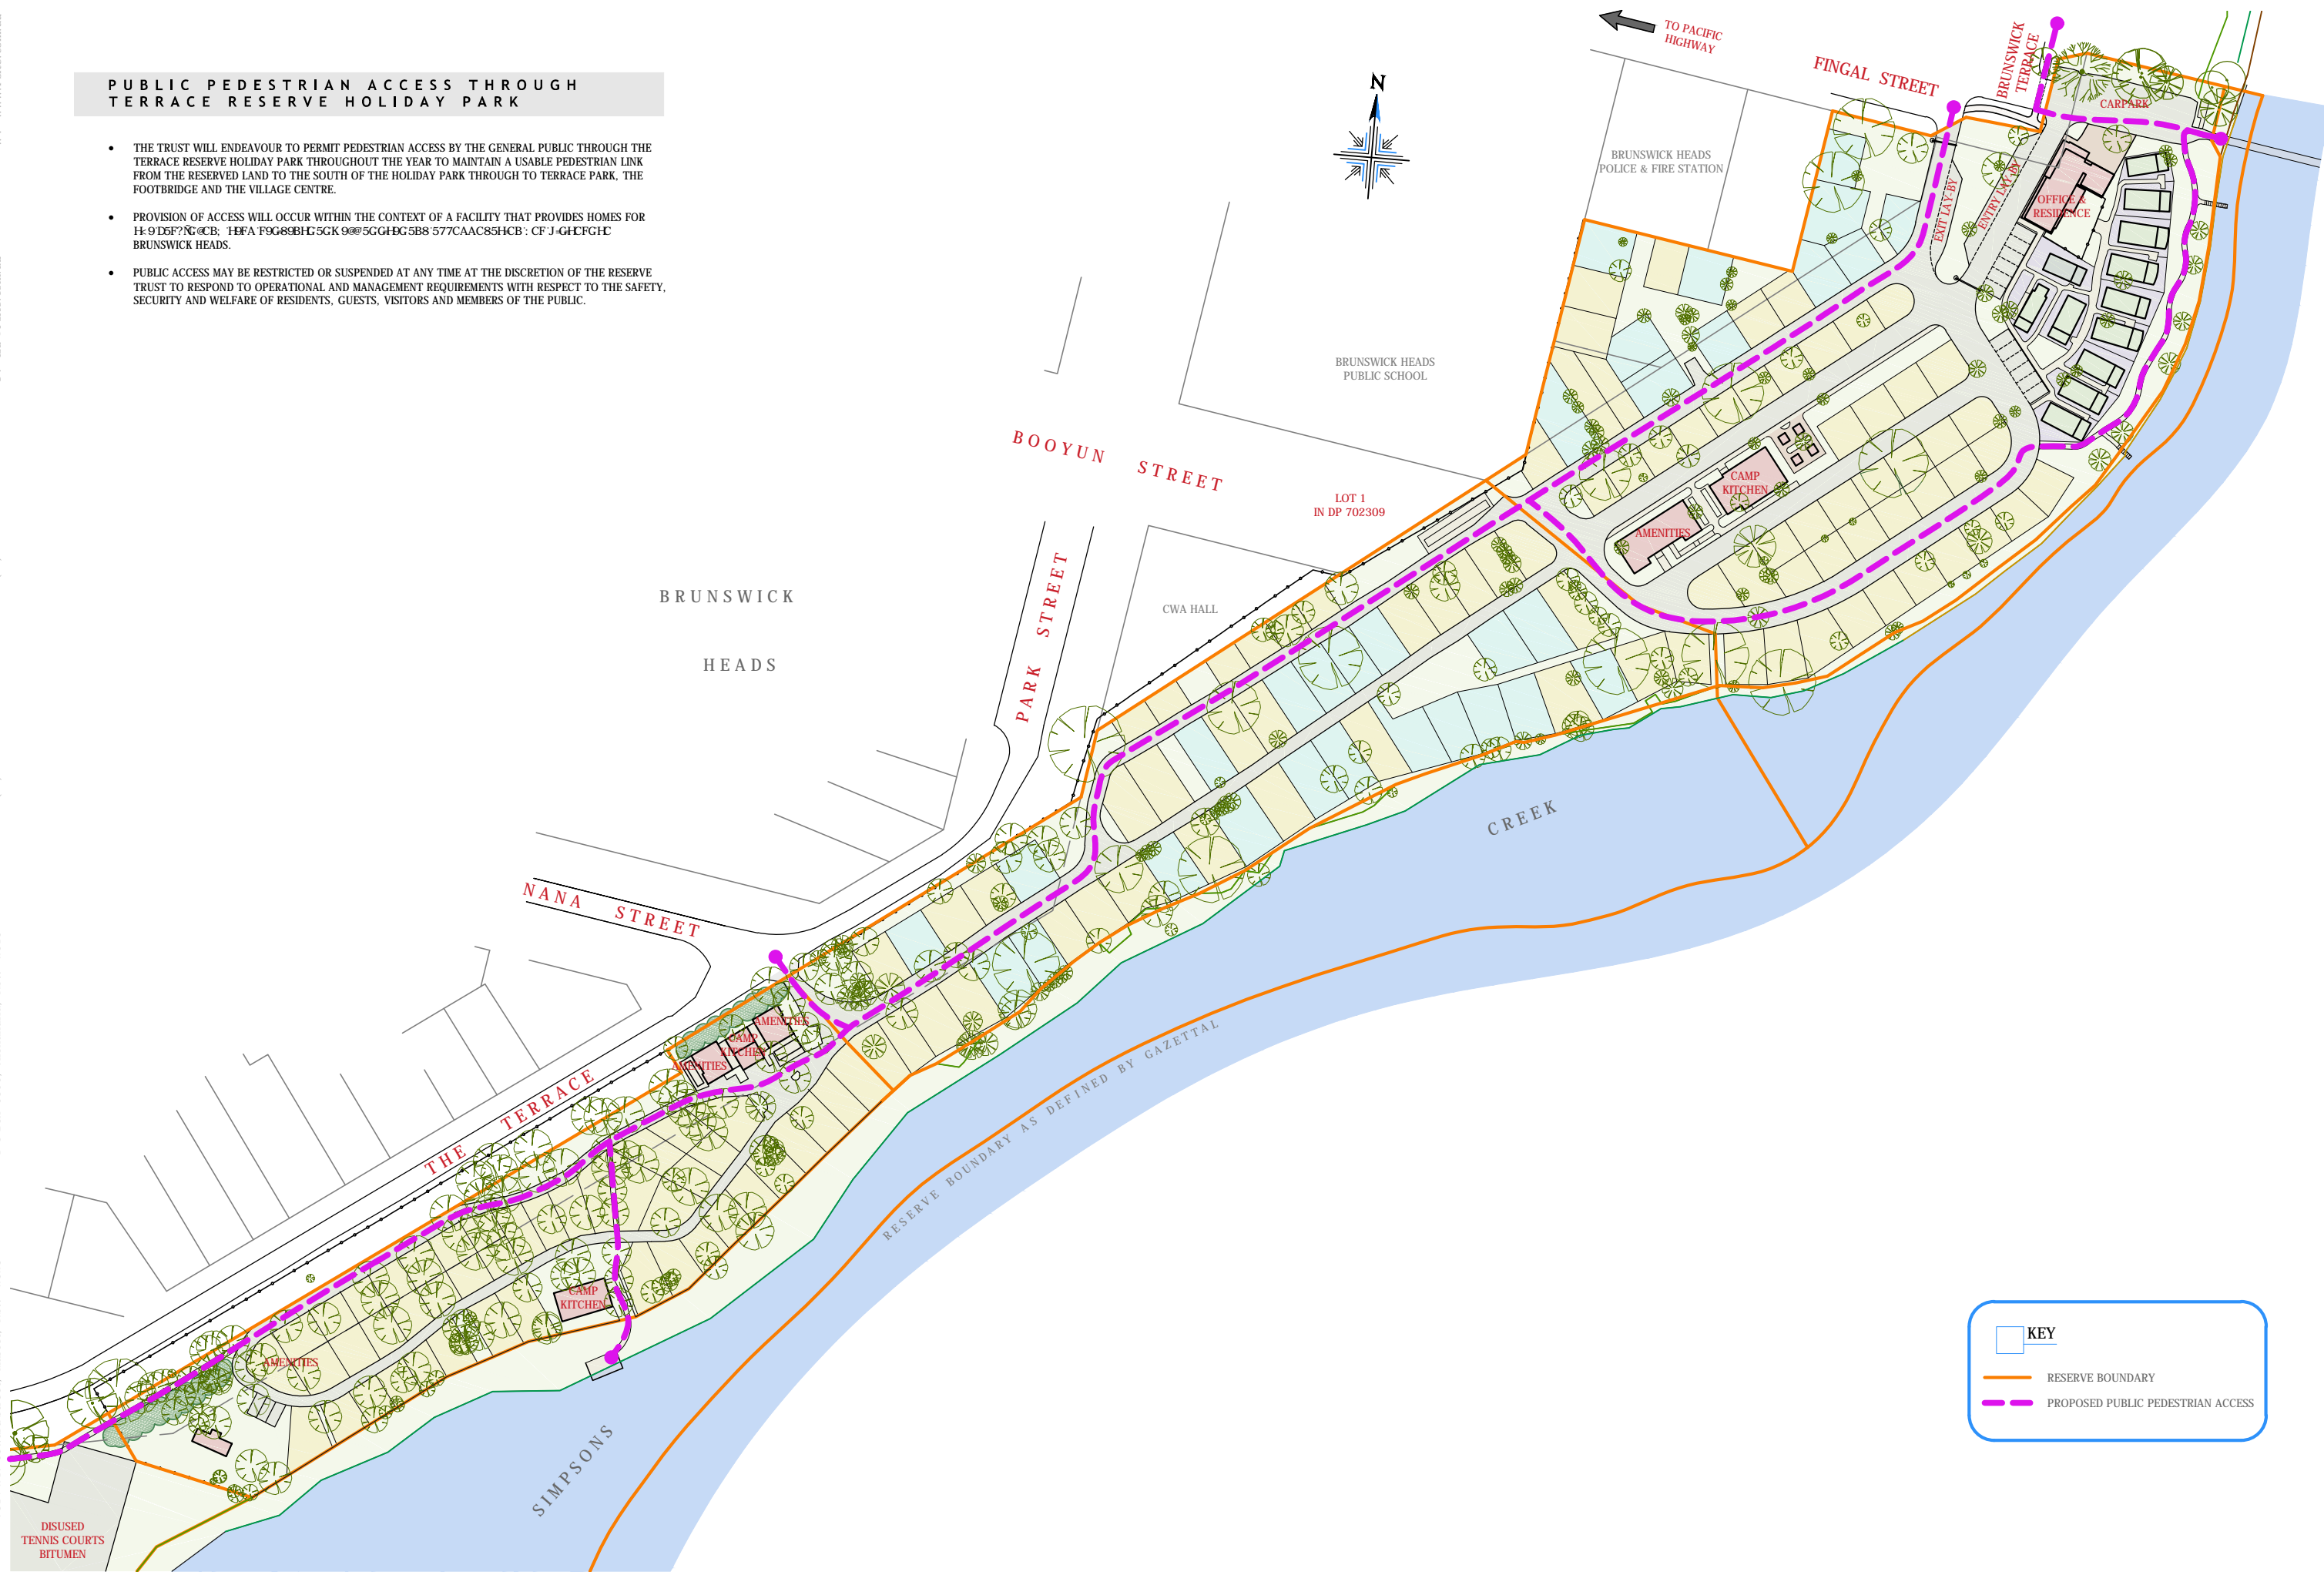 PUBLIC PEDESTRIAN ACCESS THROUGH
TERRACE RESERVE HOLIDAY PARK
• THE TRUST WILL ENDEAVOUR TO PERMIT PEDESTRIAN ACCESS BY THE GENERAL PUBLIC THROUGH THE
TERRACE RESERVE HOLIDAY PARK THROUGHOUT THE YEAR TO MAINTAIN A USABLE PEDESTRIAN LINK
FROM THE RESERVED LAND TO THE SOUTH OF THE HOLIDAY PARK THROUGH TO TERRACE PARK, THE
FOOTBRIDGE AND THE VILLAGE CENTRE.
• PROVISION OF ACCESS WILL OCCUR WITHIN THE CONTEXT OF A FACILITY THAT PROVIDES HOMES FOR
BRUNSWICK HEADS.
• PUBLIC ACCESS MAY BE RESTRICTED OR SUSPENDED AT ANY TIME AT THE DISCRETION OF THE RESERVE
TRUST TO RESPOND TO OPERATIONAL AND MANAGEMENT REQUIREMENTS WITH RESPECT TO THE SAFETY,
SECURITY AND WELFARE OF RESIDENTS, GUESTS, VISITORS AND MEMBERS OF THE PUBLIC.
TO PACIFIC
HIGHWAY
N
FINGAL STREET
BRUNSWICK
TERRACE
CARPARK
BRUNSWICK HEADS
POLICE & FIRE STATION
EXIT LAY-BY
ENTRY LAY-BY
OFFICE &
RESIDENCE
BRUNSWICK HEADS
PUBLIC SCHOOL
BOOYUN STREET
LOT 1
IN DP 702309
CAMP
KITCHEN
AMENITIES
BRUNSWICK
HEADS
PARK STREET
CWA HALL
CREEK
NANA STREET
AMENITIES
CAMP
KITCHEN
AMENITIES
THE TERRACE
RESERVE BOUNDARY AS DEFINED BY GAZETTAL
CAMP
KITCHEN
AMENITIES
SIMPSONS
DISUSED
TENNIS COURTS
BITUMEN
KEY
RESERVE BOUNDARY
PROPOSED PUBLIC PEDESTRIAN ACCESS